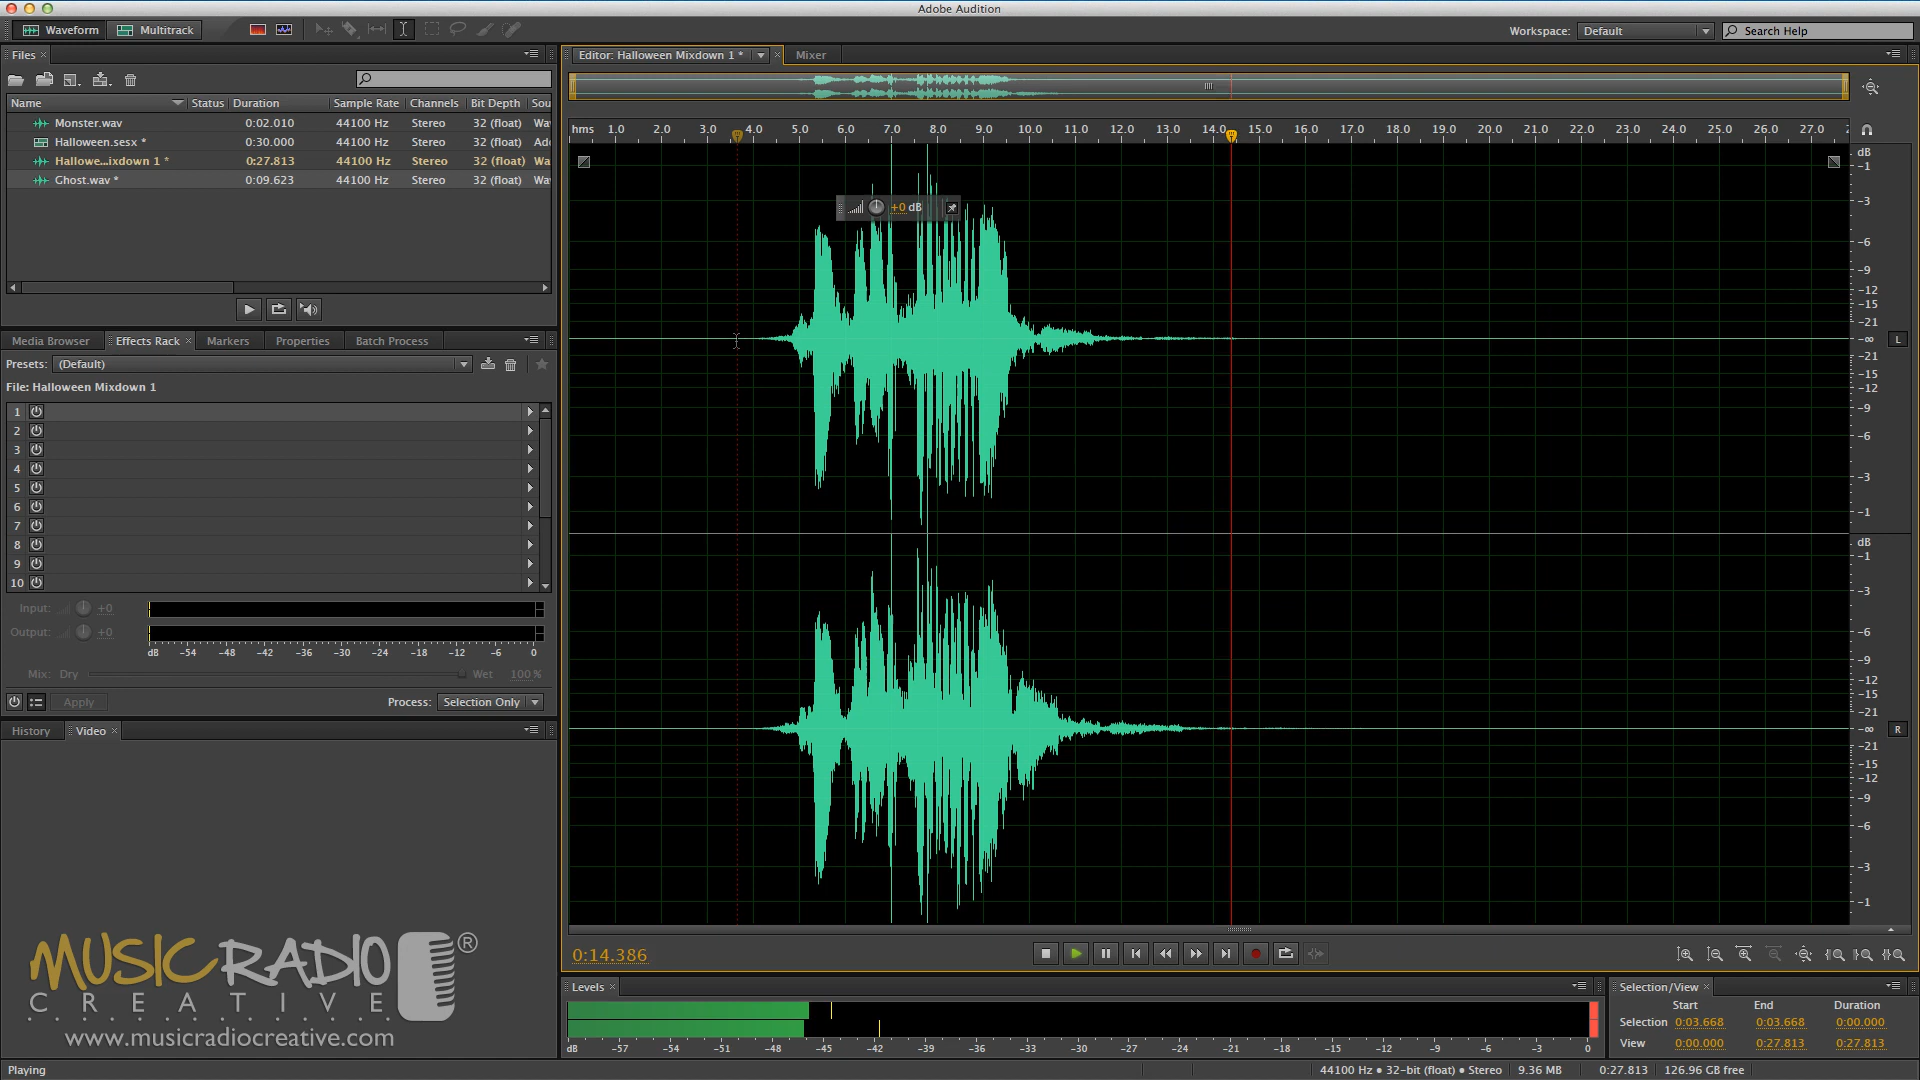 Adobe Audition
Waveform
Multitrack
Workspace:
Default
Search Help
Files
Name
Status
Duration
Sample Rate
Channels
Bit Depth
Sou
Monster.wav
0:02.010
44100 Hz
Stereo
32 (float)
Wa
Halloween.sesx *
0:30.000
44100 Hz
Stereo
32 (float)
Ad
Hallowe...ixdown 1 *
0:27.813
44100 Hz
Stereo
32 (float)
Wa
Ghost.wav *
0:09.623
44100 Hz
Stereo
32 (float)
Wa
Media Browser
Effects Rack
Markers
Properties
Batch Process
Presets:
(Default)
File: Halloween Mixdown 1
1
2
3
4
5
6
7
8
9
10
Input:
+0
Output:
+0
dB -54 -48 -42 -36 -30 -24 -18 -12 -6 0
Mix: Dry
Wet 100 %
Apply
Process:
Selection Only
History
Video
MUSIC RADIO ®
CREATIVE
www.musicradiocreative.com
Editor: Halloween Mixdown 1 *
Mixer
hms 1.0 2.0 3.0 4.0 5.0 6.0 7.0 8.0 9.0 10.0 11.0 12.0 13.0 14.0 15.0 16.0 17.0 18.0 19.0 20.0 21.0 22.0 23.0 24.0 25.0 26.0 27.0
+0 dB
dB
-1
-3
-6
-9
-12
-15
-21
-∞
L
-21
-15
-12
-9
-6
-3
-1
dB
-1
-3
-6
-9
-12
-15
-21
-∞
R
-21
-15
-12
-9
-6
-3
-1
0:14.386
Levels
dB -57 -54 -51 -48 -45 -42 -39 -36 -33 -30 -27 -24 -21 -18 -15 -12 -9 -6 -3 0
Selection/View
Start
End
Duration
Selection
0:03.668
0:03.668
0:00.000
View
0:00.000
0:27.813
0:27.813
Playing
44100 Hz • 32-bit (float) • Stereo
9.36 MB
0:27.813
126.96 GB free